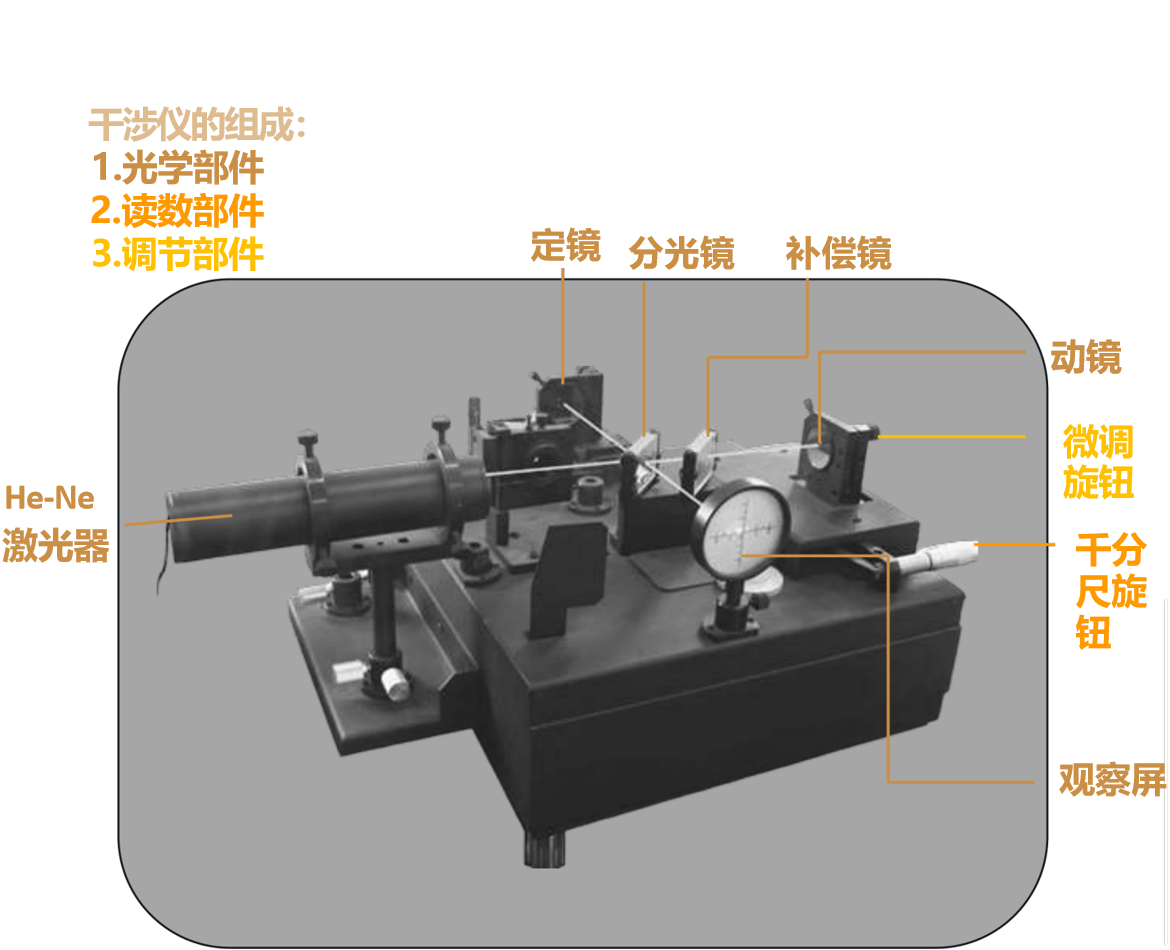 干涉仪的组成：
1.光学部件
2.读数部件
3.调节部件
定镜
分光镜
补偿镜
动镜
微调
旋钮
He-Ne
激光器
千分
尺旋
钮
观察屏